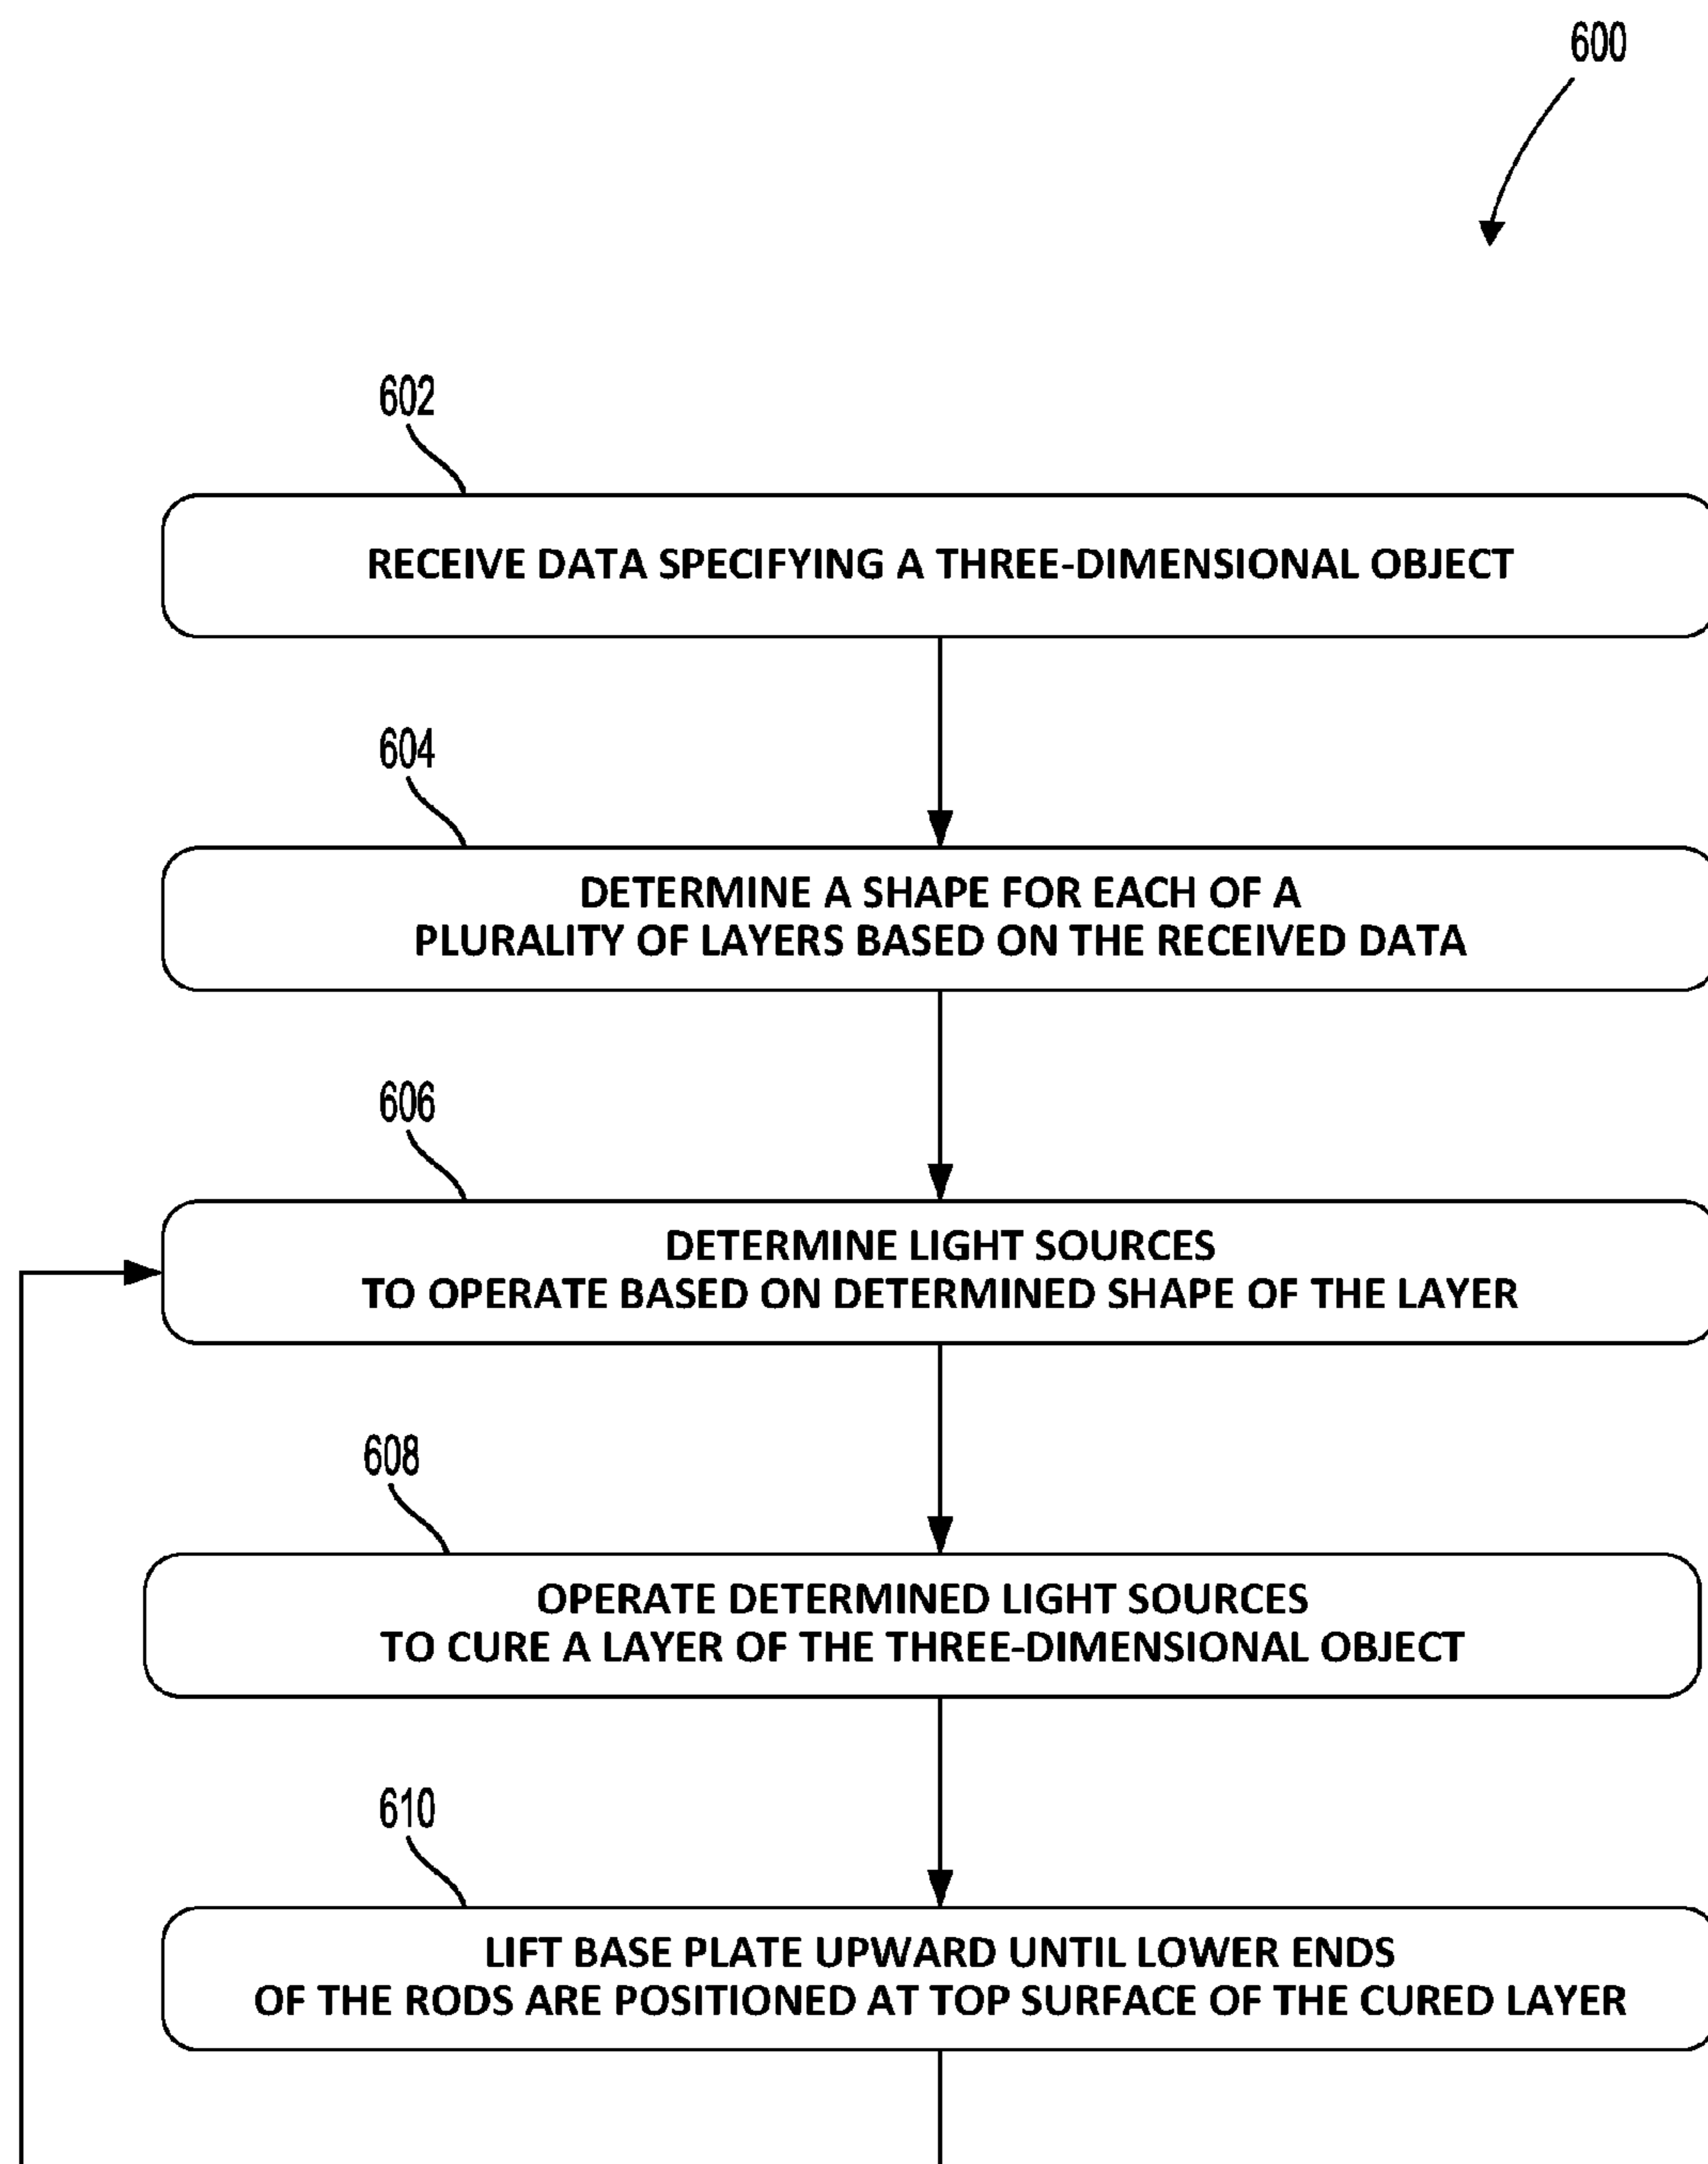 600
602
RECEIVE DATA SPECIFYING A THREE-DIMENSIONAL OBJECT
604
DETERMINE A SHAPE FOR EACH OF A
PLURALITY OF LAYERS BASED ON THE RECEIVED DATA
606
DETERMINE LIGHT SOURCES
TO OPERATE BASED ON DETERMINED SHAPE OF THE LAYER
608
OPERATE DETERMINED LIGHT SOURCES
TO CURE A LAYER OF THE THREE-DIMENSIONAL OBJECT
610
LIFT BASE PLATE UPWARD UNTIL LOWER ENDS
OF THE RODS ARE POSITIONED AT TOP SURFACE OF THE CURED LAYER